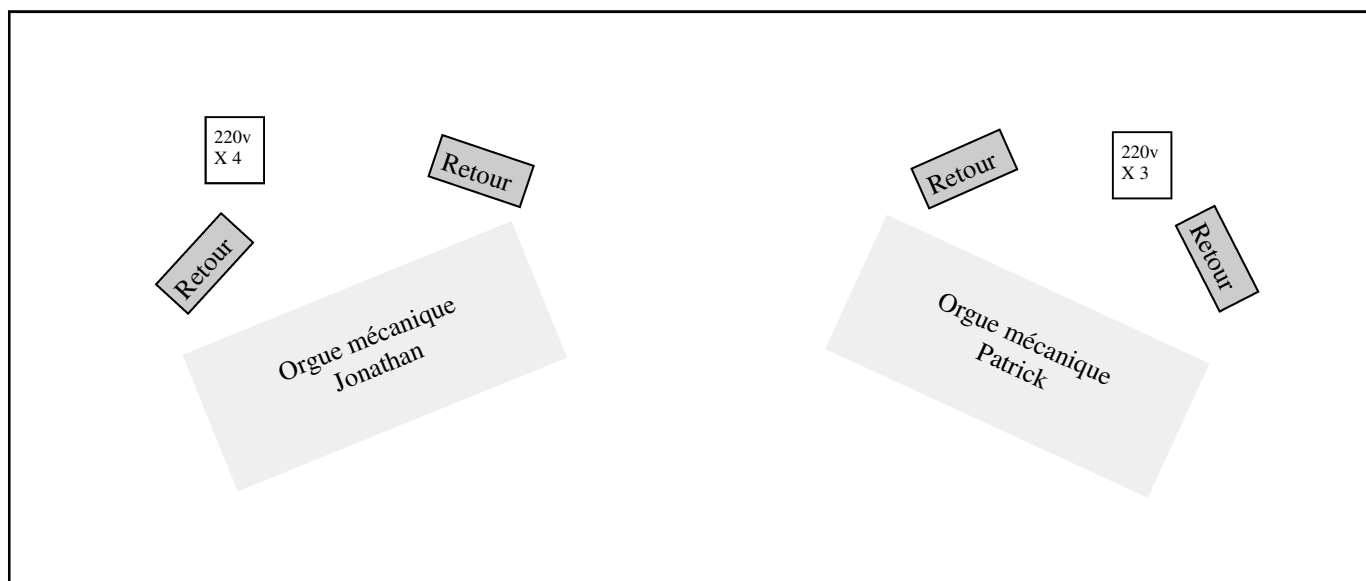 220v
X 4
Retour
Retour
220v
X 3
Retour
Retour
Orgue mécanique
Jonathan
Orgue mécanique
Patrick